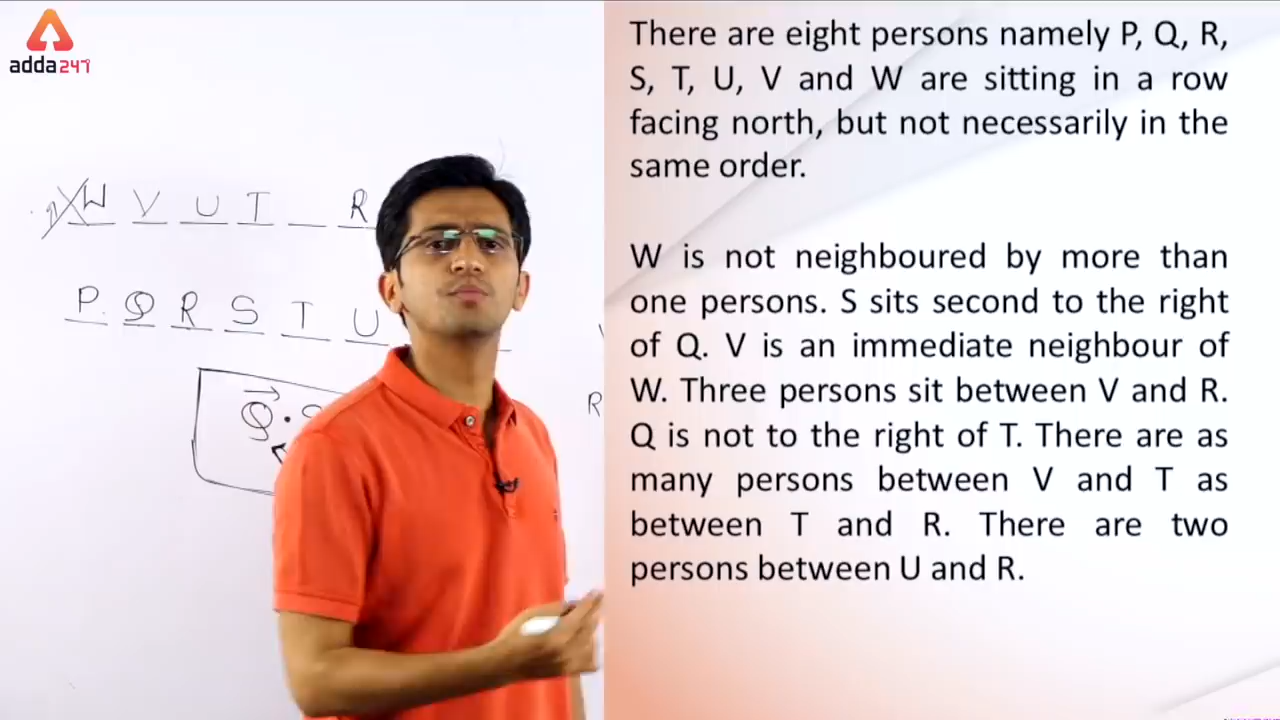 adda247
There are eight persons namely P, Q, R,
S, T, U, V and W are sitting in a row
facing north, but not necessarily in the
same order.
W is not neighboured by more than
one persons. S sits second to the right
of Q. V is an immediate neighbour of
W. Three persons sit between V and R.
Q is not to the right of T. There are as
many persons between V and T as
between T and R. There are two
persons between U and R.
W V U T R
P. Q R S T U
Q .
R